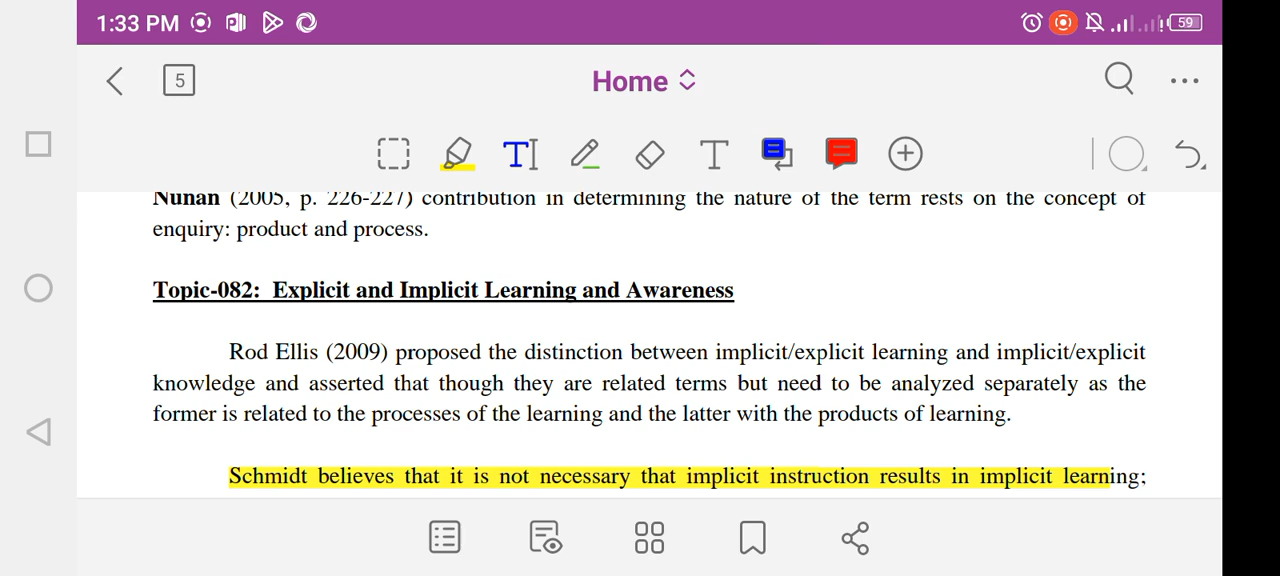 1:33 PM
59
5
Home
Nunan (2005, p. 226-227) contribution in determining the nature of the term rests on the concept of
enquiry: product and process.
Topic-082: Explicit and Implicit Learning and Awareness
Rod Ellis (2009) proposed the distinction between implicit/explicit learning and implicit/explicit
knowledge and asserted that though they are related terms but need to be analyzed separately as the
former is related to the processes of the learning and the latter with the products of learning.
Schmidt believes that it is not necessary that implicit instruction results in implicit learning;